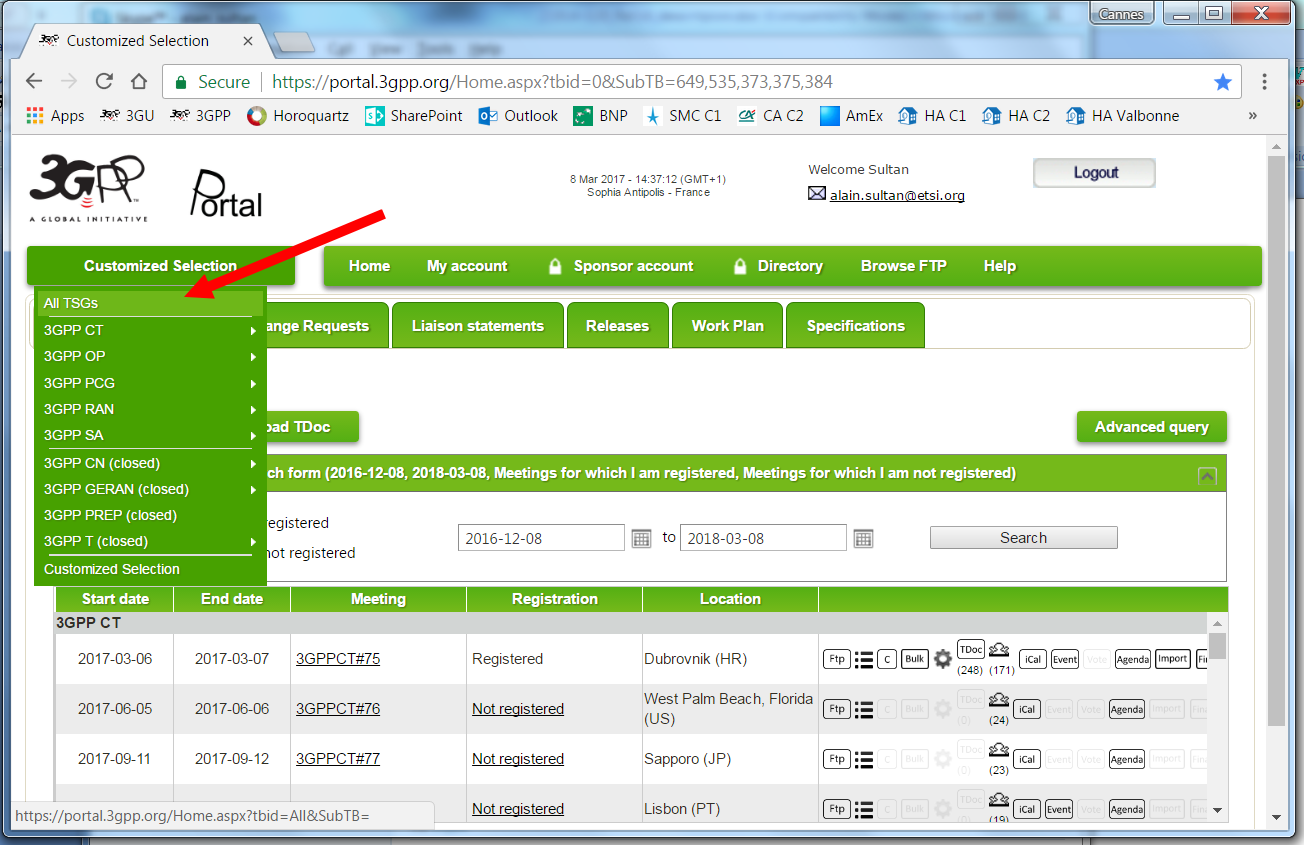 Cannes
Customized Selection
Secure https://portal.3gpp.org/Home.aspx?tbid=0&SubTB=649,535,373,375,384
Apps 3GU 3GPP Horoquartz SharePoint Outlook BNP SMC C1 CA C2 AmEx HA C1 HA C2 HA Valbonne »
3GPP™
A GLOBAL INITIATIVE
Portal
8 Mar 2017 - 14:37:12 (GMT+1)
Sophia Antipolis - France
Welcome Sultan
alain.sultan@etsi.org
Logout
Customized Selection Home My account Sponsor account Directory Browse FTP Help
All TSGs
3GPP CT
3GPP OP
3GPP PCG
3GPP RAN
3GPP SA
3GPP CN (closed)
3GPP GERAN (closed)
3GPP PREP (closed)
3GPP T (closed)
Customized Selection
ange Requests Liaison statements Releases Work Plan Specifications
oad TDoc Advanced query
ch form (2016-12-08, 2018-03-08, Meetings for which I am registered, Meetings for which I am not registered)
registered
not registered
2016-12-08 to 2018-03-08 Search
Start date End date Meeting Registration Location
3GPP CT
2017-03-06 2017-03-07 3GPPCT#75 Registered Dubrovnik (HR) Ftp C Bulk TDoc (248) (171) iCal Event Vote Agenda Import Fin
2017-06-05 2017-06-06 3GPPCT#76 Not registered West Palm Beach, Florida (US) Ftp C Bulk TDoc (0) (24) iCal Event Vote Agenda Import Fina
2017-09-11 2017-09-12 3GPPCT#77 Not registered Sapporo (JP) Ftp C Bulk TDoc (0) (23) iCal Event Vote Agenda Import Fina
Not registered Lisbon (PT) Ftp C Bulk TDoc (0) (19) iCal Event Vote Agenda Import Fina
https://portal.3gpp.org/Home.aspx?tbid=All&SubTB=